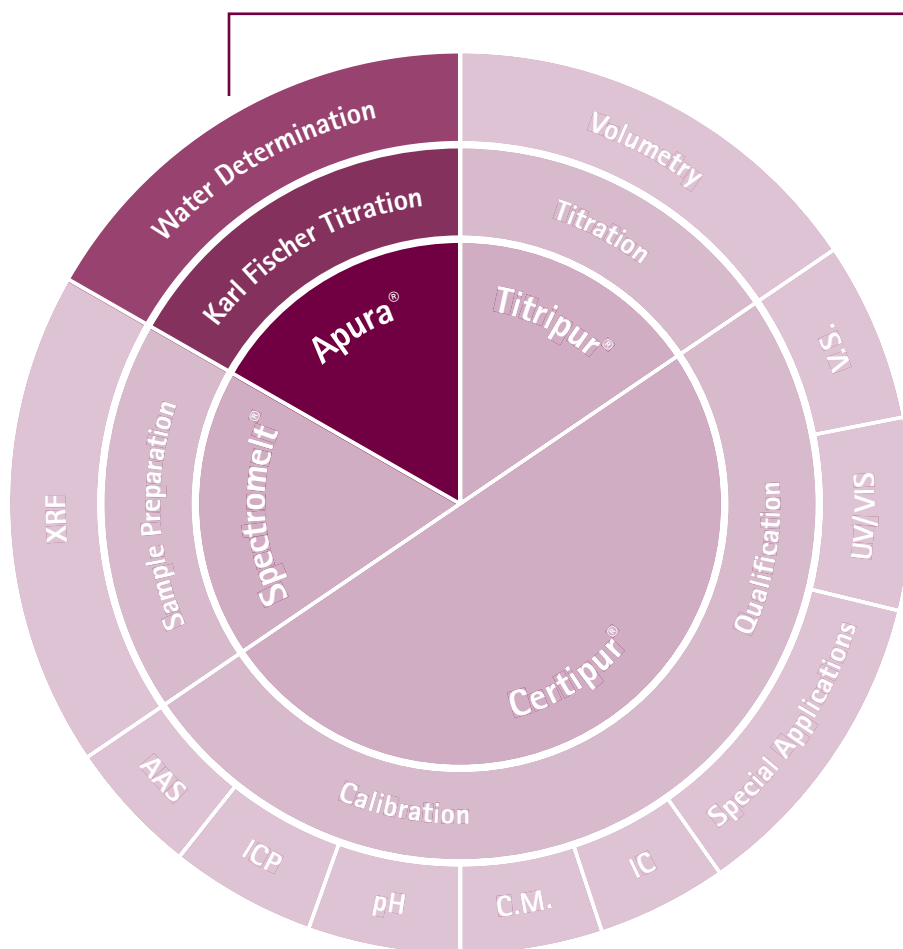 Water Determination
Karl Fischer Titration
Apura®
Volumetry
Titration
Titripur®
V.S.
UV/VIS
Special Applications
Qualification
Certipur®
Calibration
IC
C.M.
pH
ICP
AAS
XRF
Sample Preparation
Spectromelt®